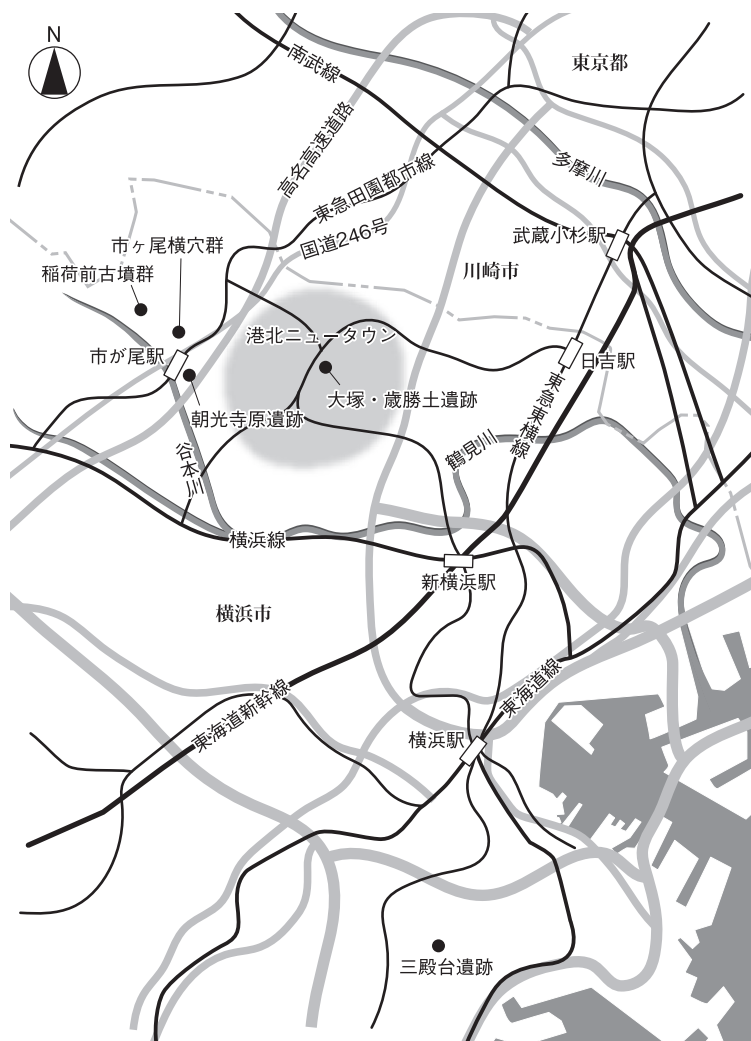 N
南武線
東京都
高名高速道路
東急田園都市線
多摩川
国道246号
武蔵小杉駅
市ヶ尾横穴群
川崎市
稲荷前古墳群
港北ニュータウン
市が尾駅
日吉駅
大塚・歳勝土遺跡
東急東横線
朝光寺原遺跡
鶴見川
谷本川
横浜線
新横浜駅
横浜市
東海道新幹線
東海道線
横浜駅
三殿台遺跡